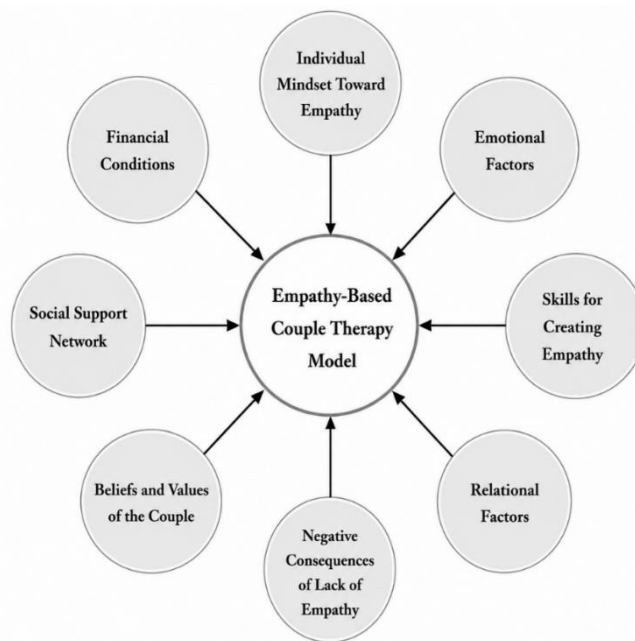 Individual
Mindset Toward
Empathy
Financial
Conditions
Emotional
Factors
Social Support
Network
Empathy-Based
Couple Therapy
Model
Skills for
Creating
Empathy
Beliefs and Values
of the Couple
Relational
Factors
Negative
Consequences
of Lack of
Empathy